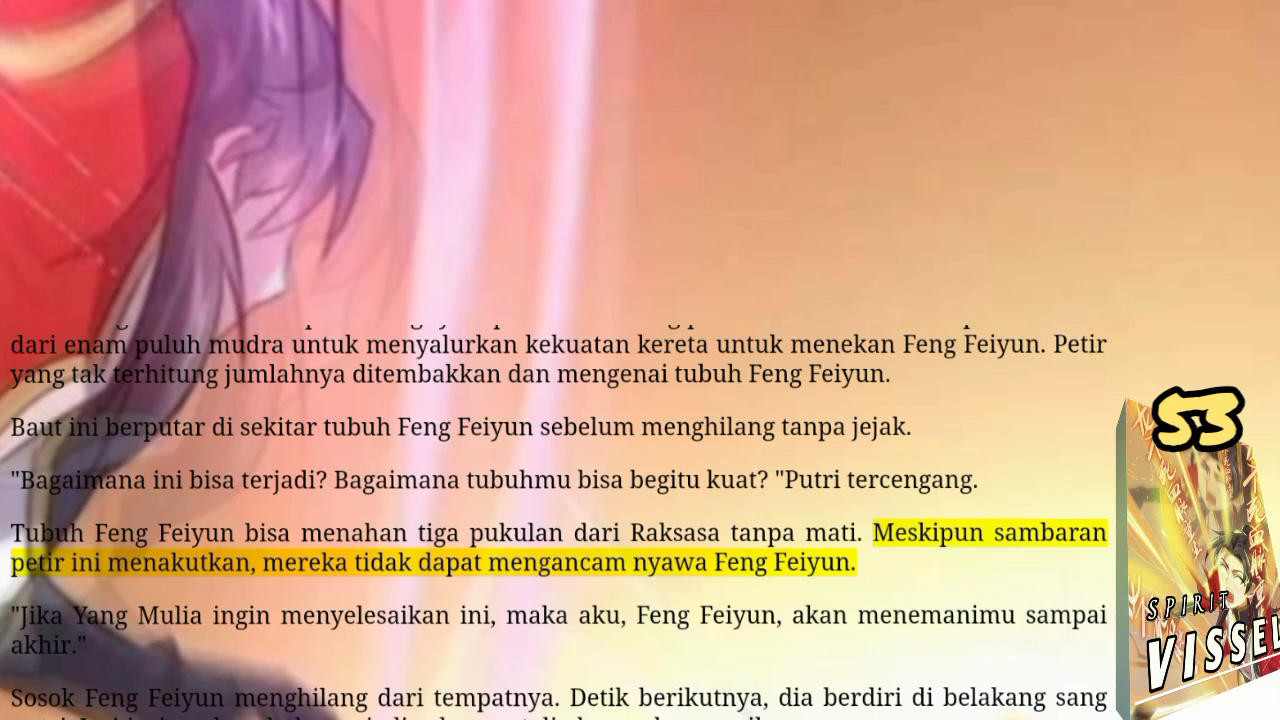 dari enam puluh mudra untuk menyalurkan kekuatan kereta untuk menekan Feng Feiyun. Petir
yang tak terhitung jumlahnya ditembakkan dan mengenai tubuh Feng Feiyun.
Baut ini berputar di sekitar tubuh Feng Feiyun sebelum menghilang tanpa jejak.
"Bagaimana ini bisa terjadi? Bagaimana tubuhmu bisa begitu kuat? "Putri tercengang.
Tubuh Feng Feiyun bisa menahan tiga pukulan dari Raksasa tanpa mati. Meskipun sambaran
petir ini menakutkan, mereka tidak dapat mengancam nyawa Feng Feiyun.
"Jika Yang Mulia ingin menyelesaikan ini, maka aku, Feng Feiyun, akan menemanimu sampai
akhir."
Sosok Feng Feiyun menghilang dari tempatnya. Detik berikutnya, dia berdiri di belakang sang
53
SPIRIT
VISSEL